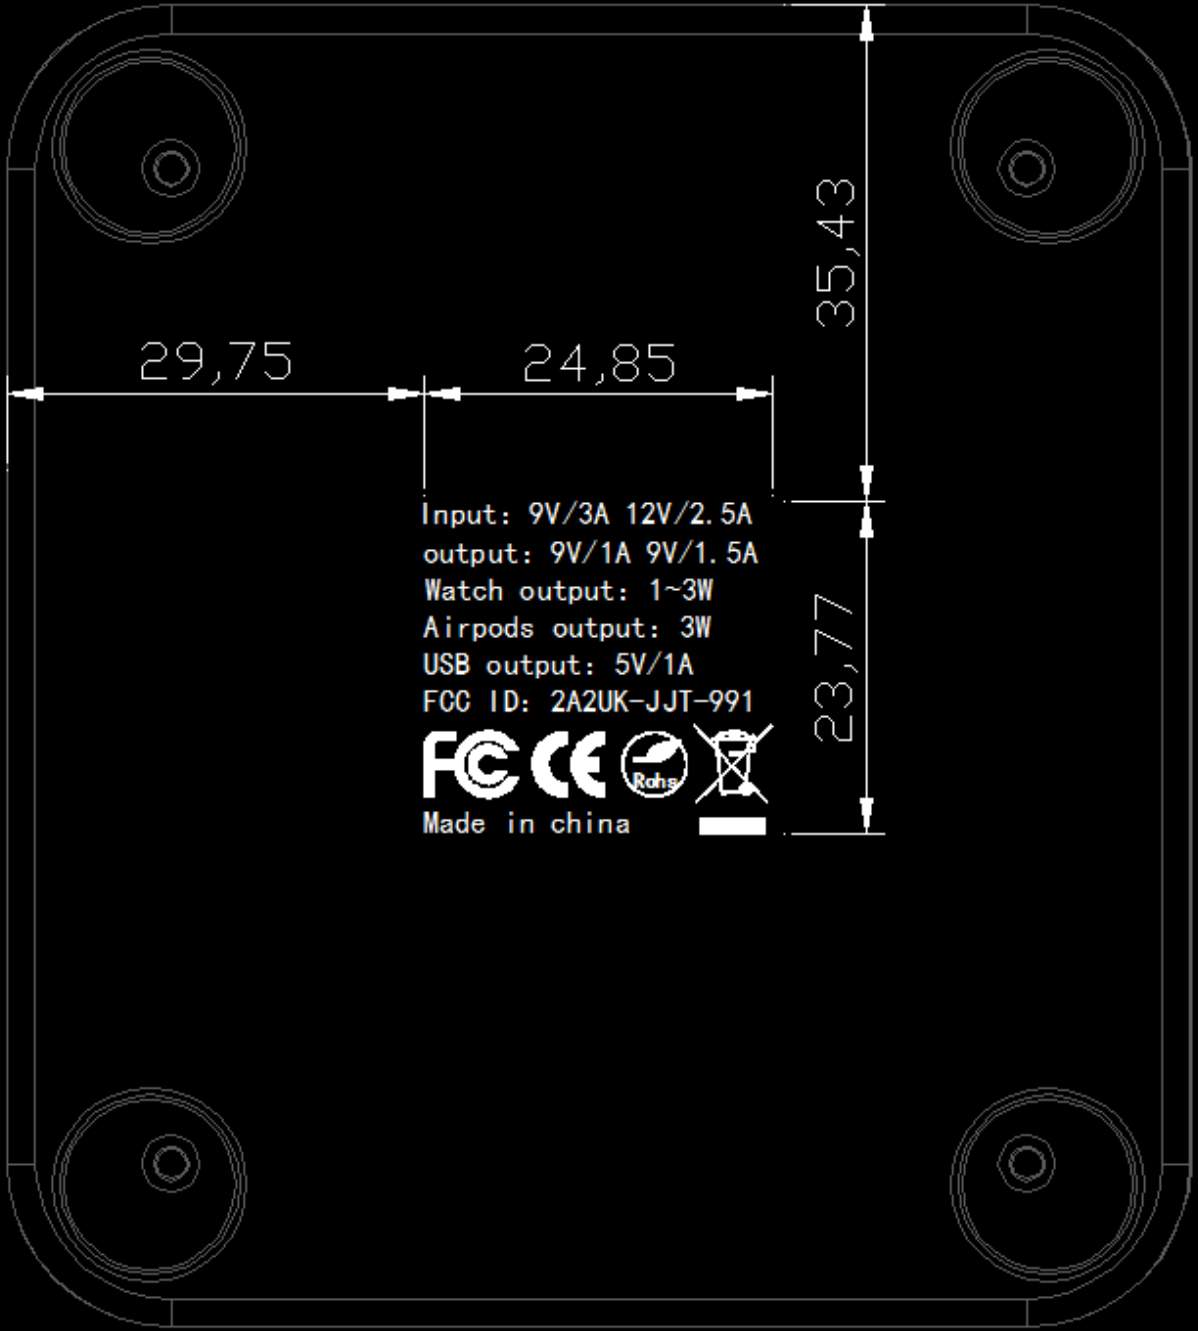 35,43
29,75
24,85
Input: 9V/3A 12V/2.5A
output: 9V/1A 9V/1.5A
Watch output: 1~3W
Airpods output: 3W
USB output: 5V/1A
FCC ID: 2A2UK-JJT-991
23,77
FC CE Rohs
Made in china